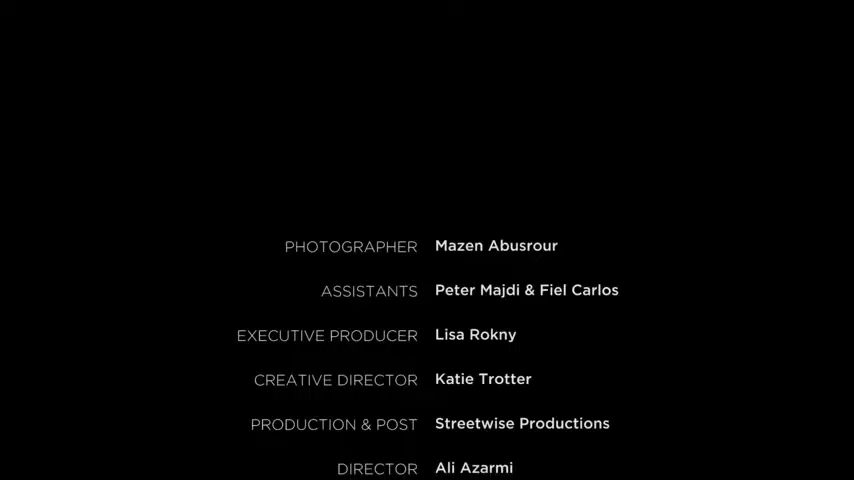 PHOTOGRAPHER Mazen Abusrour
ASSISTANTS Peter Majdi & Fiel Carlos
EXECUTIVE PRODUCER Lisa Rokny
CREATIVE DIRECTOR Katie Trotter
PRODUCTION & POST Streetwise Productions
DIRECTOR Ali Azarmi